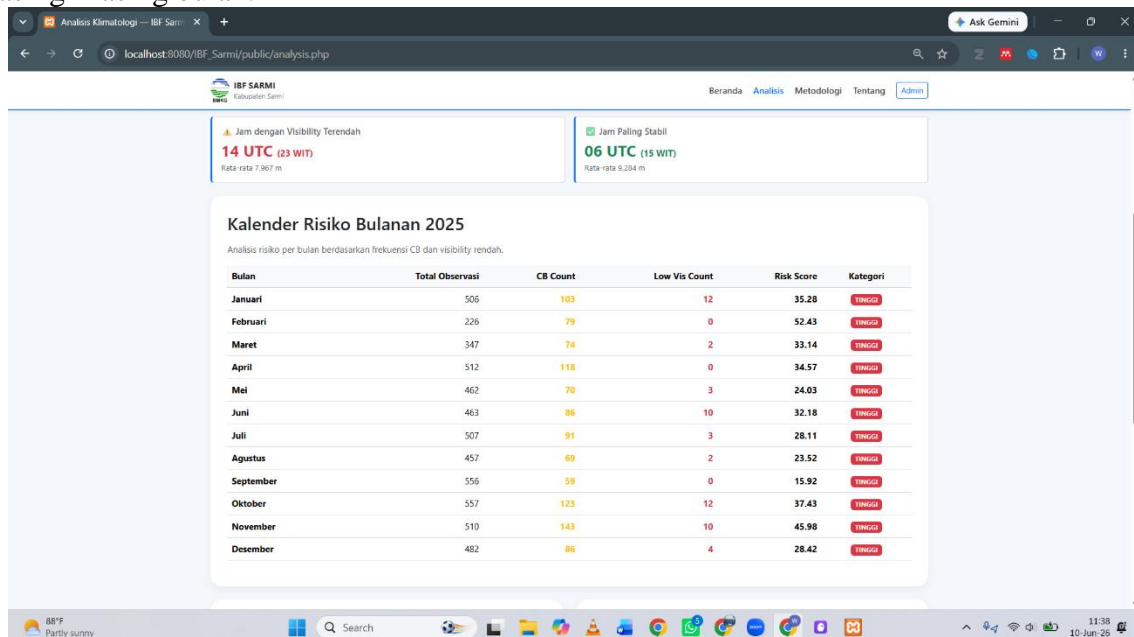 Analisis Klimatologi — IBF Sarmi
Ask Gemini
localhost:8080/IBF_Sarmi/public/analysis.php
W
BMKG
IBF SARMI
Kabupaten Sarmi
Beranda Analisis Metodologi Tentang Admin
Jam dengan Visibility Terendah
14 UTC (23 WIT)
Rata-rata 7,967 m
Jam Paling Stabil
06 UTC (15 WIT)
Rata-rata 9,284 m
Kalender Risiko Bulanan 2025
Analisis risiko per bulan berdasarkan frekuensi CB dan visibility rendah.
Bulan Total Observasi CB Count Low Vis Count Risk Score Kategori
Januari 506 103 12 35.28 TINGGI
Februari 226 79 0 52.43 TINGGI
Maret 347 74 2 33.14 TINGGI
April 512 118 0 34.57 TINGGI
Mei 462 70 3 24.03 TINGGI
Juni 463 86 10 32.18 TINGGI
Juli 507 91 3 28.11 TINGGI
Agustus 457 69 2 23.52 TINGGI
September 556 59 0 15.92 TINGGI
Oktober 557 123 12 37.43 TINGGI
November 510 143 10 45.98 TINGGI
Desember 482 86 4 28.42 TINGGI
88°F
Partly sunny
Search
11:38
10-Jun-26